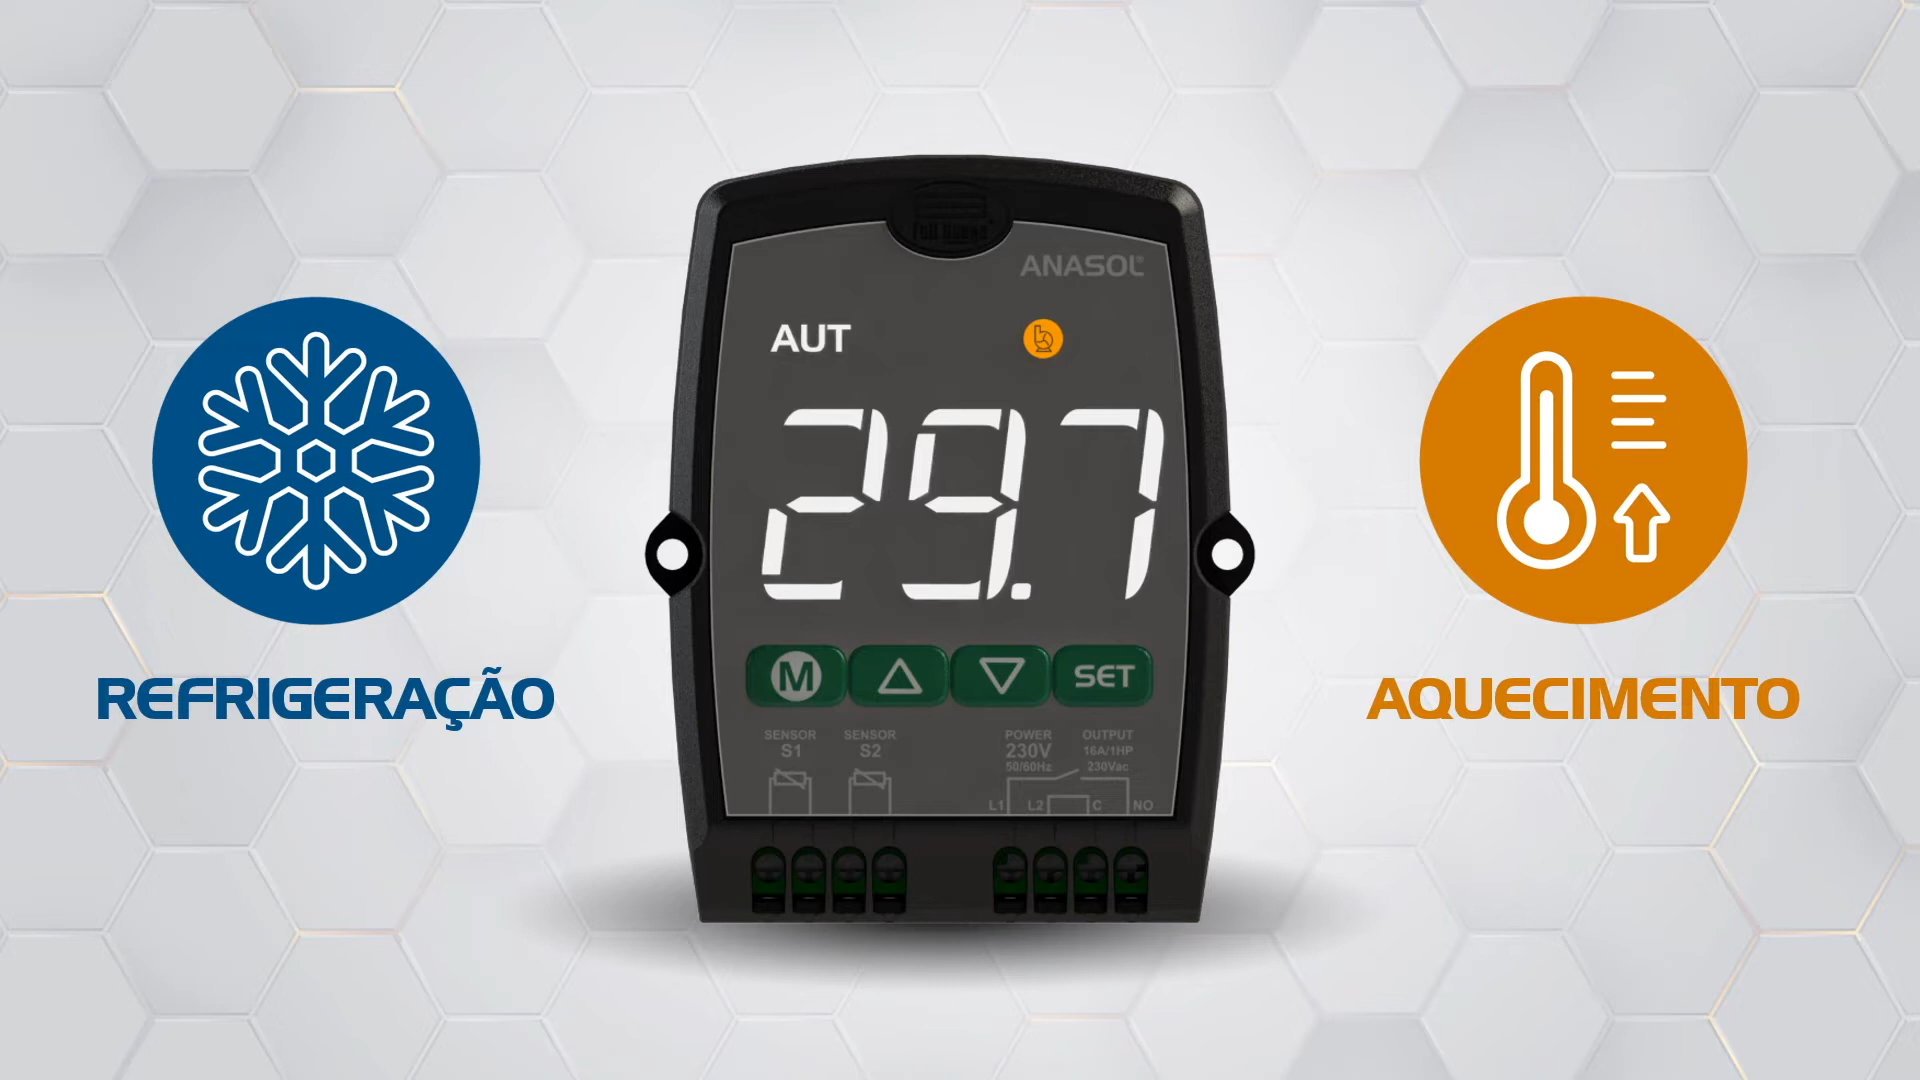 ANASOL®
AUT
29.7
REFRIGERAÇÃO
AQUECIMENTO
M
SET
SENSOR
S1
SENSOR
S2
POWER
230V
50/60Hz
OUTPUT
16A/1HP
230Vac
L1
L2
C
NO